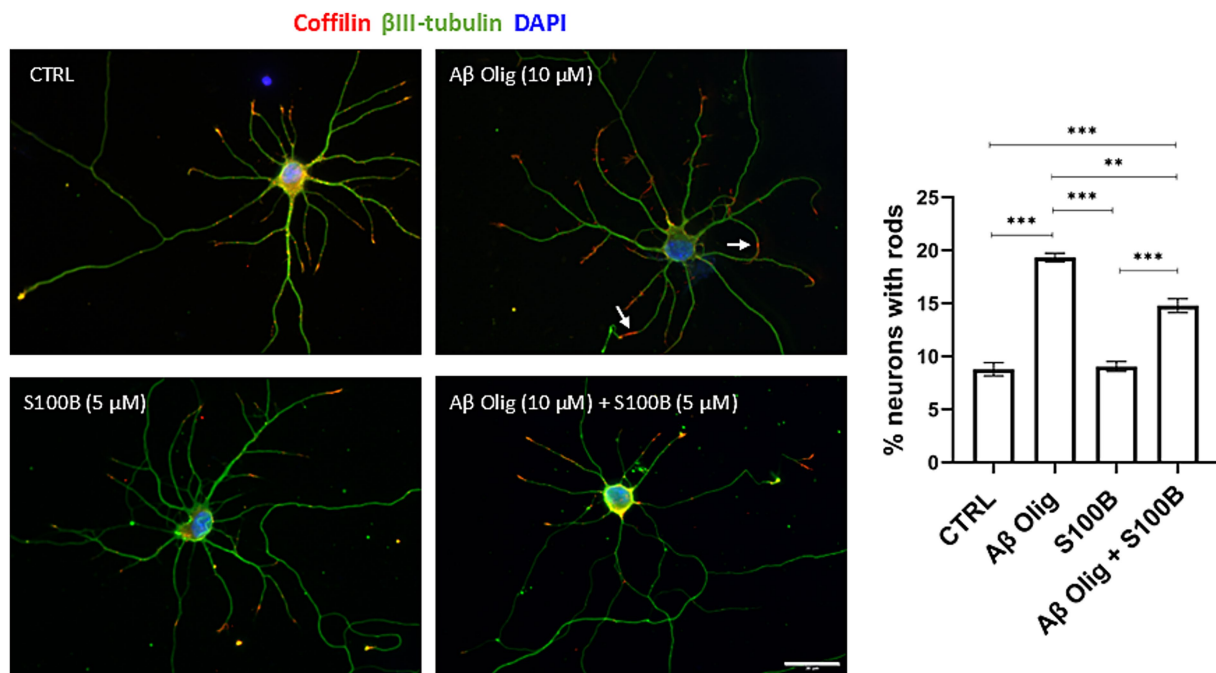 Coffilin βIII-tubulin DAPI
CTRL
Aβ Olig (10 μM)
S100B (5 μM)
Aβ Olig (10 μM) + S100B (5 μM)
***
**
***
***
***
% neurons with rods
25
20
15
10
5
0
CTRL
Aβ Olig
S100B
Aβ Olig + S100B